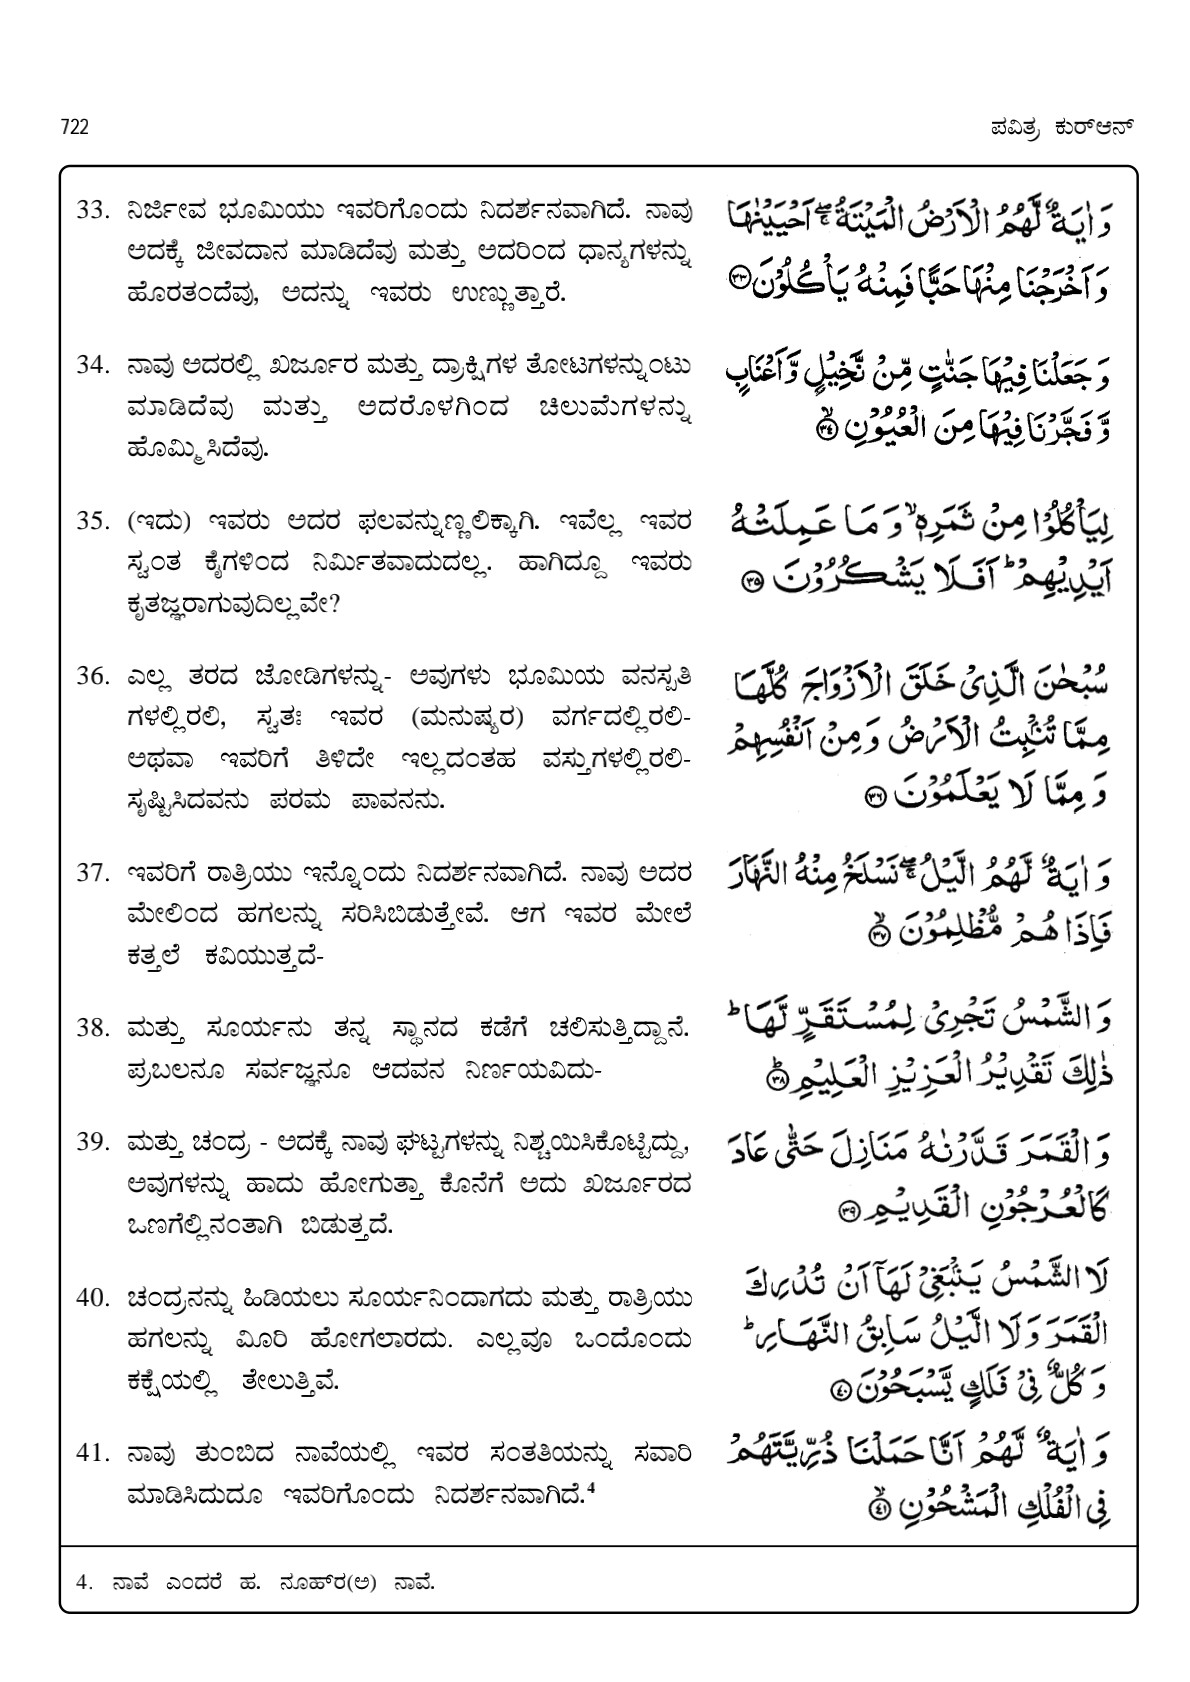 722
ಪವಿತ್ರ ಕುರ್‌ಆನ್
33. ನಿರ್ಜೀವ ಭೂಮಿಯು ಇವರಿಗೊಂದು ನಿದರ್ಶನವಾಗಿದೆ. ನಾವು
ಅದಕ್ಕೆ ಜೀವದಾನ ಮಾಡಿದೆವು ಮತ್ತು ಅದರಿಂದ ಧಾನ್ಯಗಳನ್ನು
ಹೊರತಂದೆವು, ಅದನ್ನು ಇವರು ಉಣ್ಣುತ್ತಾರೆ.
وَاٰيَةٌ لَّهُمُ الْاَرْضُ الْمَيْتَةُ ۖۚ اَحْيَيْنٰهَا
وَاَخْرَجْنَا مِنْهَا حَبًّا فَمِنْهُ يَاْكُلُوْنَ ﴿٣٣﴾
34. ನಾವು ಅದರಲ್ಲಿ ಖರ್ಜೂರ ಮತ್ತು ದ್ರಾಕ್ಷಿಗಳ ತೋಟಗಳನ್ನುಂಟು
ಮಾಡಿದೆವು ಮತ್ತು ಅದರೊಳಗಿಂದ ಚಿಲುಮೆಗಳನ್ನು
ಹೊಮ್ಮಿಸಿದೆವು.
وَجَعَلْنَا فِيْهَا جَنّٰتٍ مِّنْ نَّخِيْلٍ وَّاَعْنَابٍ
وَّفَجَّرْنَا فِيْهَا مِنَ الْعُيُوْنِ ۙ﴿٣٤﴾
35. (ಇದು) ಇವರು ಅದರ ಫಲವನ್ನುಣ್ಣಲಿಕ್ಕಾಗಿ. ಇವೆಲ್ಲ ಇವರ
ಸ್ವಂತ ಕೈಗಳಿಂದ ನಿರ್ಮಿತವಾದುದಲ್ಲ. ಹಾಗಿದ್ದೂ ಇವರು
ಕೃತಜ್ಞರಾಗುವುದಿಲ್ಲವೇ?
لِيَاْكُلُوْا مِنْ ثَمَرِهٖ ۙ وَمَا عَمِلَتْهُ
اَيْدِيْهِمْ ؕ اَفَلَا يَشْكُرُوْنَ ﴿٣٥﴾
36. ಎಲ್ಲ ತರದ ಜೋಡಿಗಳನ್ನು- ಅವುಗಳು ಭೂಮಿಯ ವನಸ್ಪತಿ
ಗಳಲ್ಲಿರಲಿ, ಸ್ವತಃ ಇವರ (ಮನುಷ್ಯರ) ವರ್ಗದಲ್ಲಿರಲಿ-
ಅಥವಾ ಇವರಿಗೆ ತಿಳಿದೇ ಇಲ್ಲದಂತಹ ವಸ್ತುಗಳಲ್ಲಿರಲಿ-
ಸೃಷ್ಟಿಸಿದವನು ಪರಮ ಪಾವನನು.
سُبْحٰنَ الَّذِىْ خَلَقَ الْاَزْوَاجَ كُلَّهَا
مِمَّا تُنْۢبِتُ الْاَرْضُ وَمِنْ اَنْفُسِهِمْ
وَمِمَّا لَا يَعْلَمُوْنَ ﴿٣٦﴾
37. ಇವರಿಗೆ ರಾತ್ರಿಯು ಇನ್ನೊಂದು ನಿದರ್ಶನವಾಗಿದೆ. ನಾವು ಅದರ
ಮೇಲಿಂದ ಹಗಲನ್ನು ಸರಿಸಿಬಿಡುತ್ತೇವೆ. ಆಗ ಇವರ ಮೇಲೆ
ಕತ್ತಲೆ ಕವಿಯುತ್ತದೆ-
وَاٰيَةٌ لَّهُمُ الَّيْلُ ۖۚ نَسْلَخُ مِنْهُ النَّهَارَ
فَاِذَا هُمْ مُّظْلِمُوْنَ ۙ﴿٣٧﴾
38. ಮತ್ತು ಸೂರ್ಯನು ತನ್ನ ಸ್ಥಾನದ ಕಡೆಗೆ ಚಲಿಸುತ್ತಿದ್ದಾನೆ.
ಪ್ರಬಲನೂ ಸರ್ವಜ್ಞನೂ ಆದವನ ನಿರ್ಣಯವಿದು-
وَالشَّمْسُ تَجْرِىْ لِمُسْتَقَرٍّ لَّهَا ؕ
ذٰلِكَ تَقْدِيْرُ الْعَزِيْزِ الْعَلِيْمِ ؕ﴿٣٨﴾
39. ಮತ್ತು ಚಂದ್ರ - ಅದಕ್ಕೆ ನಾವು ಘಟ್ಟಗಳನ್ನು ನಿಶ್ಚಯಿಸಿಕೊಟ್ಟಿದ್ದು,
ಅವುಗಳನ್ನು ಹಾದು ಹೋಗುತ್ತಾ ಕೊನೆಗೆ ಅದು ಖರ್ಜೂರದ
ಒಣಗೆಲ್ಲಿನಂತಾಗಿ ಬಿಡುತ್ತದೆ.
وَالْقَمَرَ قَدَّرْنٰهُ مَنَازِلَ حَتّٰى عَادَ
كَالْعُرْجُوْنِ الْقَدِيْمِ ﴿٣٩﴾
40. ಚಂದ್ರನನ್ನು ಹಿಡಿಯಲು ಸೂರ್ಯನಿಂದಾಗದು ಮತ್ತು ರಾತ್ರಿಯು
ಹಗಲನ್ನು ಮೀರಿ ಹೋಗಲಾರದು. ಎಲ್ಲವೂ ಒಂದೊಂದು
ಕಕ್ಷೆಯಲ್ಲಿ ತೇಲುತ್ತಿವೆ.
لَا الشَّمْسُ يَنْۢبَغِىْ لَهَاۤ اَنْ تُدْرِكَ
الْقَمَرَ وَلَا الَّيْلُ سَابِقُ النَّهَارِ ؕ
وَكُلٌّ فِىْ فَلَكٍ يَّسْبَحُوْنَ ﴿٤٠﴾
41. ನಾವು ತುಂಬಿದ ನಾವೆಯಲ್ಲಿ ಇವರ ಸಂತತಿಯನ್ನು ಸವಾರಿ
ಮಾಡಿಸಿದುದೂ ಇವರಿಗೊಂದು ನಿದರ್ಶನವಾಗಿದೆ.⁴
وَاٰيَةٌ لَّهُمْ اَنَّا حَمَلْنَا ذُرِّيَّتَهُمْ
فِى الْفُلْكِ الْمَشْحُوْنِ ۙ﴿٤١﴾
4. ನಾವೆ ಎಂದರೆ ಹ. ನೂಹ್‌ರ(ಅ) ನಾವೆ.